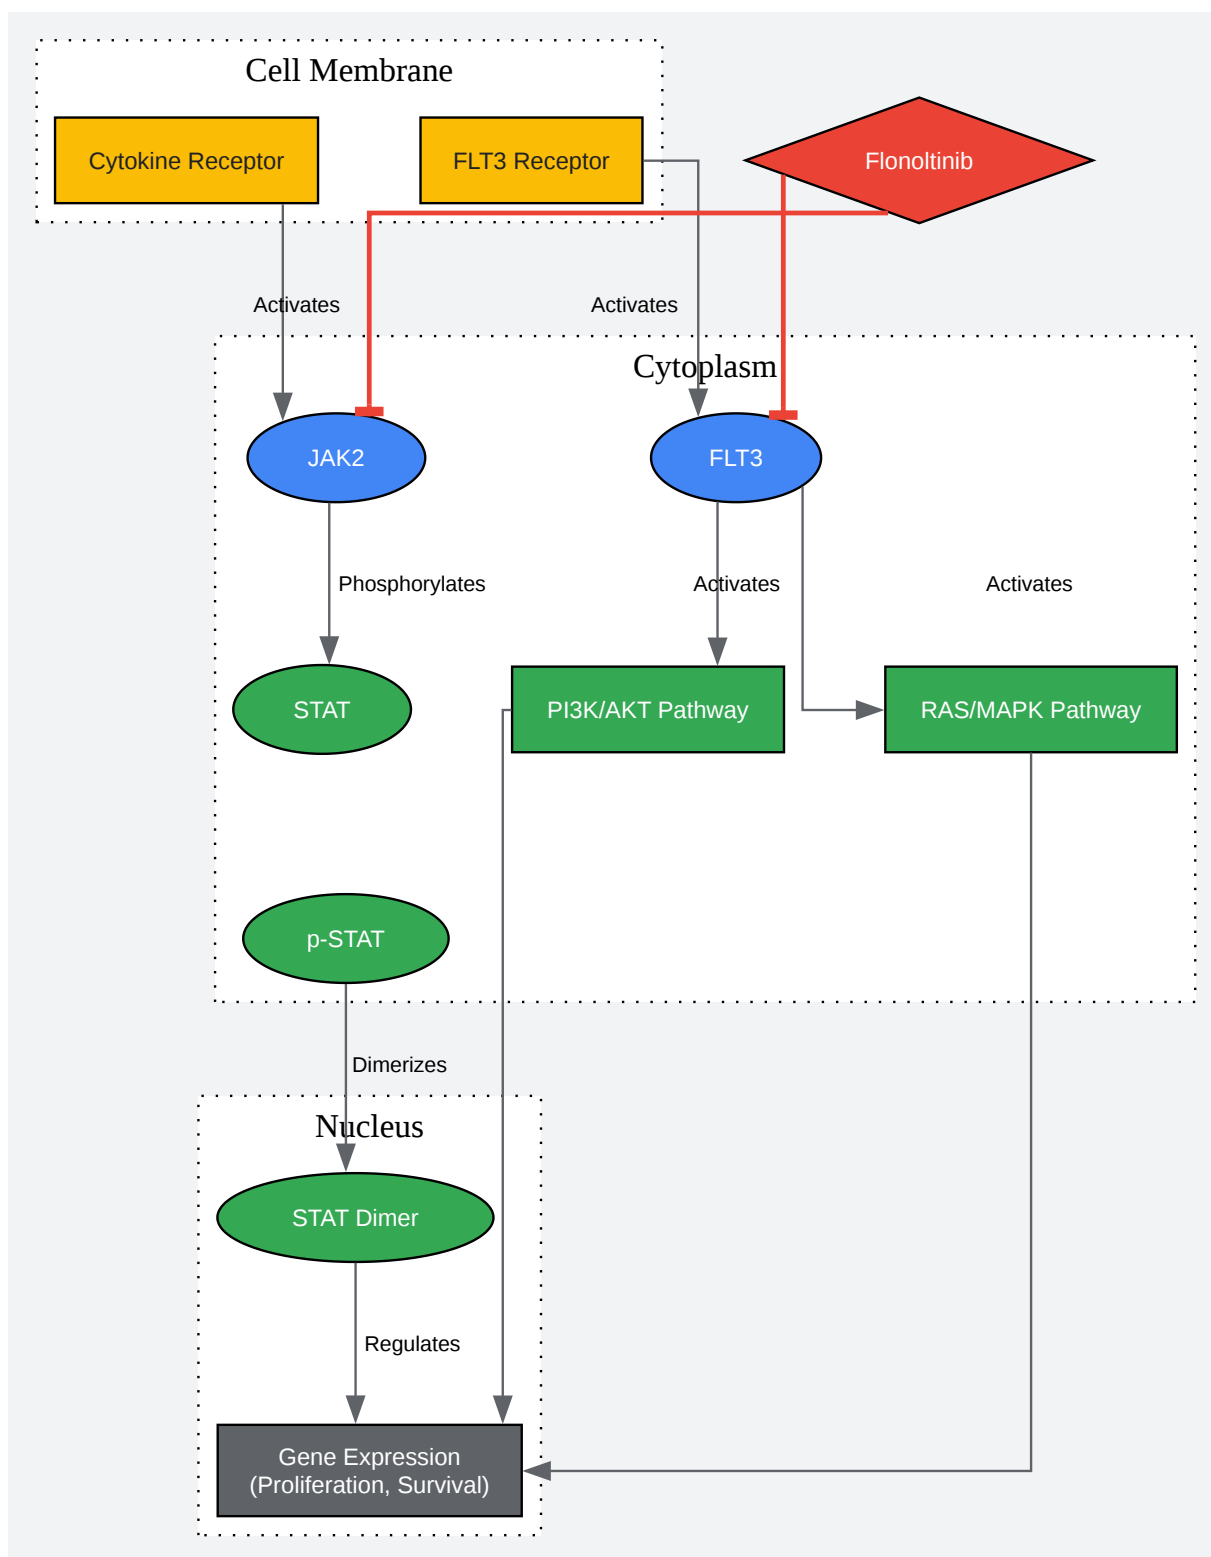 Cell Membrane
Cytokine Receptor
FLT3 Receptor
Flonoltinib
Activates
Activates
Cytoplasm
JAK2
FLT3
Phosphorylates
Activates
Activates
STAT
PI3K/AKT Pathway
RAS/MAPK Pathway
p-STAT
Dimerizes
Nucleus
STAT Dimer
Regulates
Gene Expression
(Proliferation, Survival)